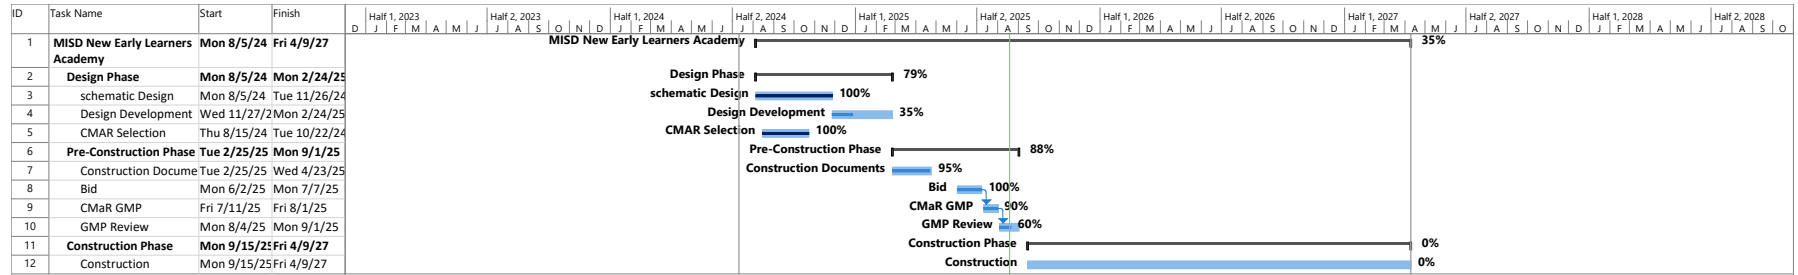 ID Task Name Start Finish Half 1, 2023 Half 2, 2023 Half 1, 2024 Half 2, 2024 Half 1, 2025 Half 2, 2025 Half 1, 2026 Half 2, 2026 Half 1, 2027 Half 2, 2027 Half 1, 2028 Half 2, 2028
D J F M A M J J A S O N D J F M A M J J A S O N D J F M A M J J A S O N D J F M A M J J A S O N D J F M A M J J A S O N D J F M A M J J A S O
1 MISD New Early Learners Academy Mon 8/5/24 Fri 4/9/27 MISD New Early Learners Academy 35%
2 Design Phase Mon 8/5/24 Mon 2/24/25 Design Phase 79%
3 schematic Design Mon 8/5/24 Tue 11/26/24 schematic Design 100%
4 Design Development Wed 11/27/2 Mon 2/24/25 Design Development 35%
5 CMAR Selection Thu 8/15/24 Tue 10/22/24 CMAR Selection 100%
6 Pre-Construction Phase Tue 2/25/25 Mon 9/1/25 Pre-Construction Phase 88%
7 Construction Docume Tue 2/25/25 Wed 4/23/25 Construction Documents 95%
8 Bid Mon 6/2/25 Mon 7/7/25 Bid 100%
9 CMaR GMP Fri 7/11/25 Fri 8/1/25 CMaR GMP 90%
10 GMP Review Mon 8/4/25 Mon 9/1/25 GMP Review 60%
11 Construction Phase Mon 9/15/25 Fri 4/9/27 Construction Phase 0%
12 Construction Mon 9/15/25 Fri 4/9/27 Construction 0%